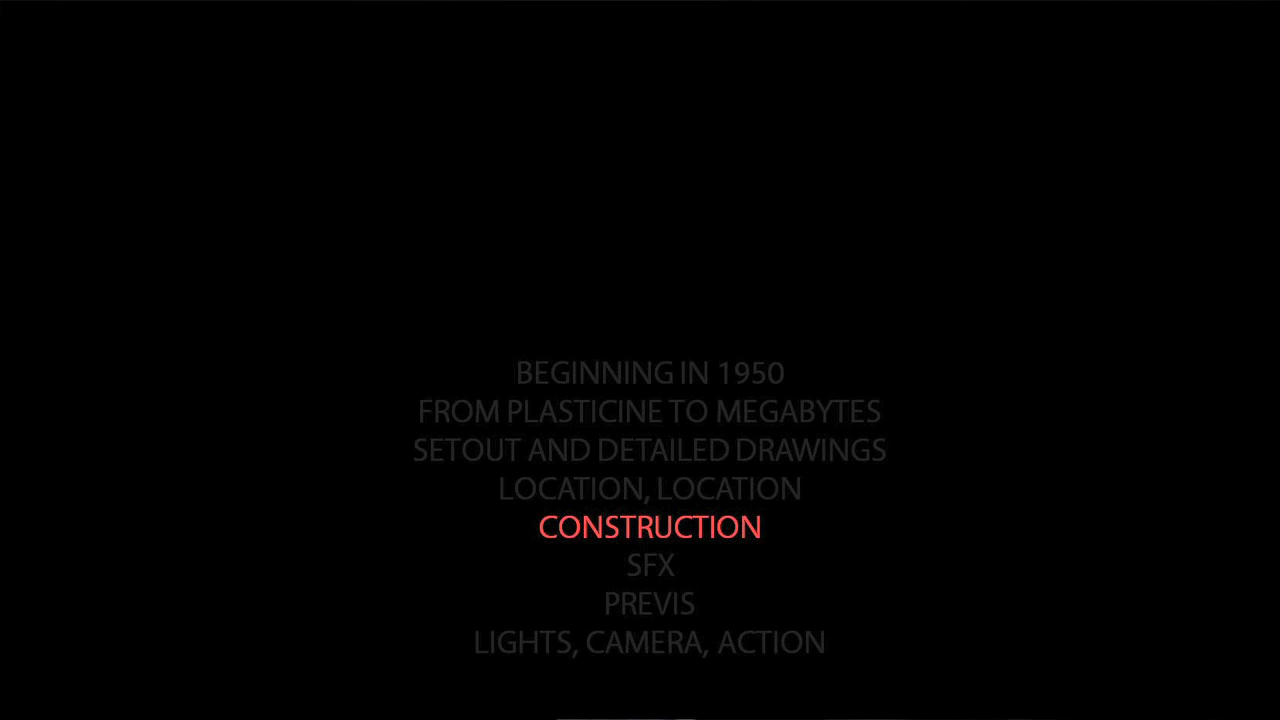 BEGINNING IN 1950
FROM PLASTICINE TO MEGABYTES
SETOUT AND DETAILED DRAWINGS
LOCATION, LOCATION
CONSTRUCTION
SFX
PREVIS
LIGHTS, CAMERA, ACTION